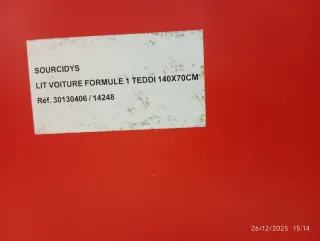 SOURCIDYS
LIT VOITURE FORMULE 1 TEDDI 140X70CM
Réf. 30130406 / 14248
26/12/2025 15:14